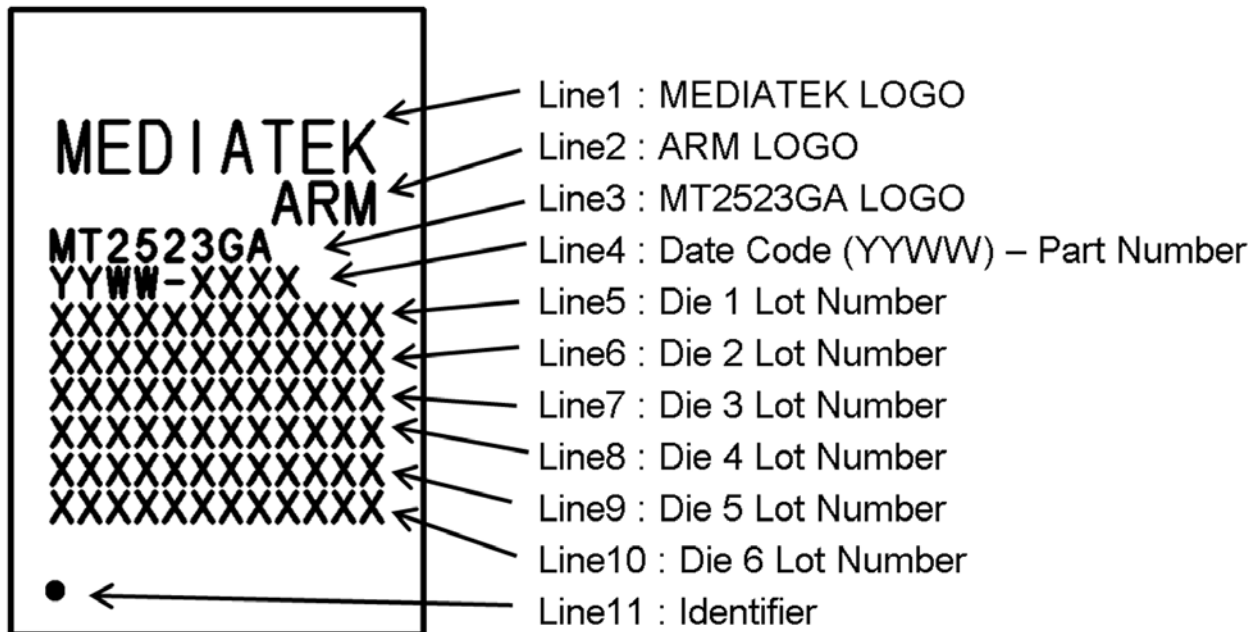 MEDIATEK
ARM
MT2523GA
YYWW-XXXX
XXXXXXXXXXXX
XXXXXXXXXXXX
XXXXXXXXXXXX
XXXXXXXXXXXX
XXXXXXXXXXXX
XXXXXXXXXXXX
Line1 : MEDIATEK LOGO
Line2 : ARM LOGO
Line3 : MT2523GA LOGO
Line4 : Date Code (YYWW) – Part Number
Line5 : Die 1 Lot Number
Line6 : Die 2 Lot Number
Line7 : Die 3 Lot Number
Line8 : Die 4 Lot Number
Line9 : Die 5 Lot Number
Line10 : Die 6 Lot Number
Line11 : Identifier